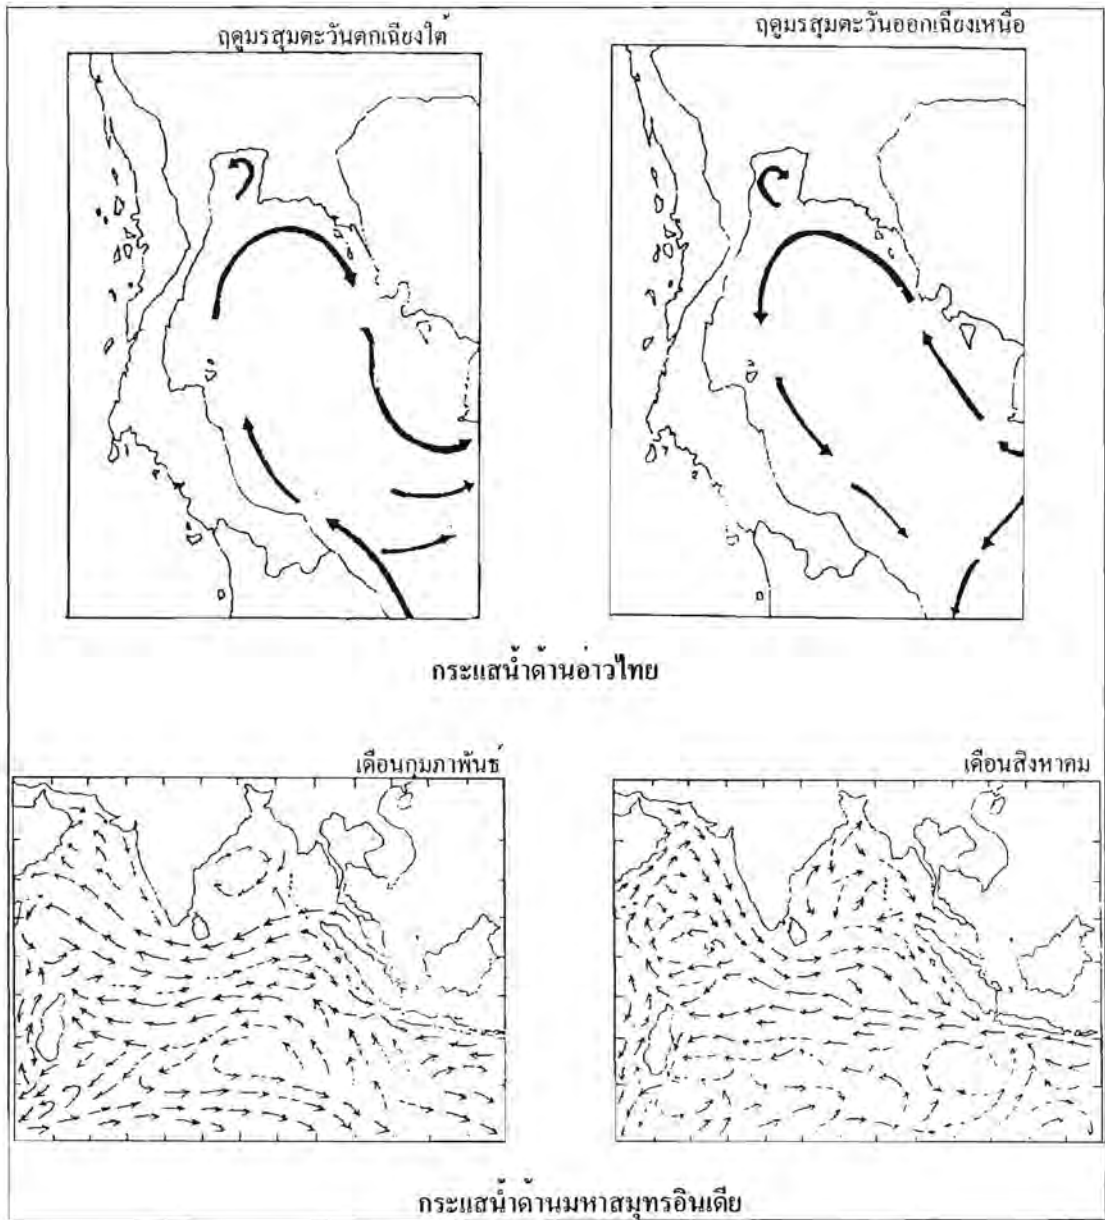 ฤดูมรสุมตะวันตกเฉียงใต้
ฤดูมรสุมตะวันออกเฉียงเหนือ
กระแสน้ำด้านอ่าวไทย
เดือนกุมภาพันธ์
เดือนสิงหาคม
กระแสน้ำด้านมหาสมุทรอินเดีย